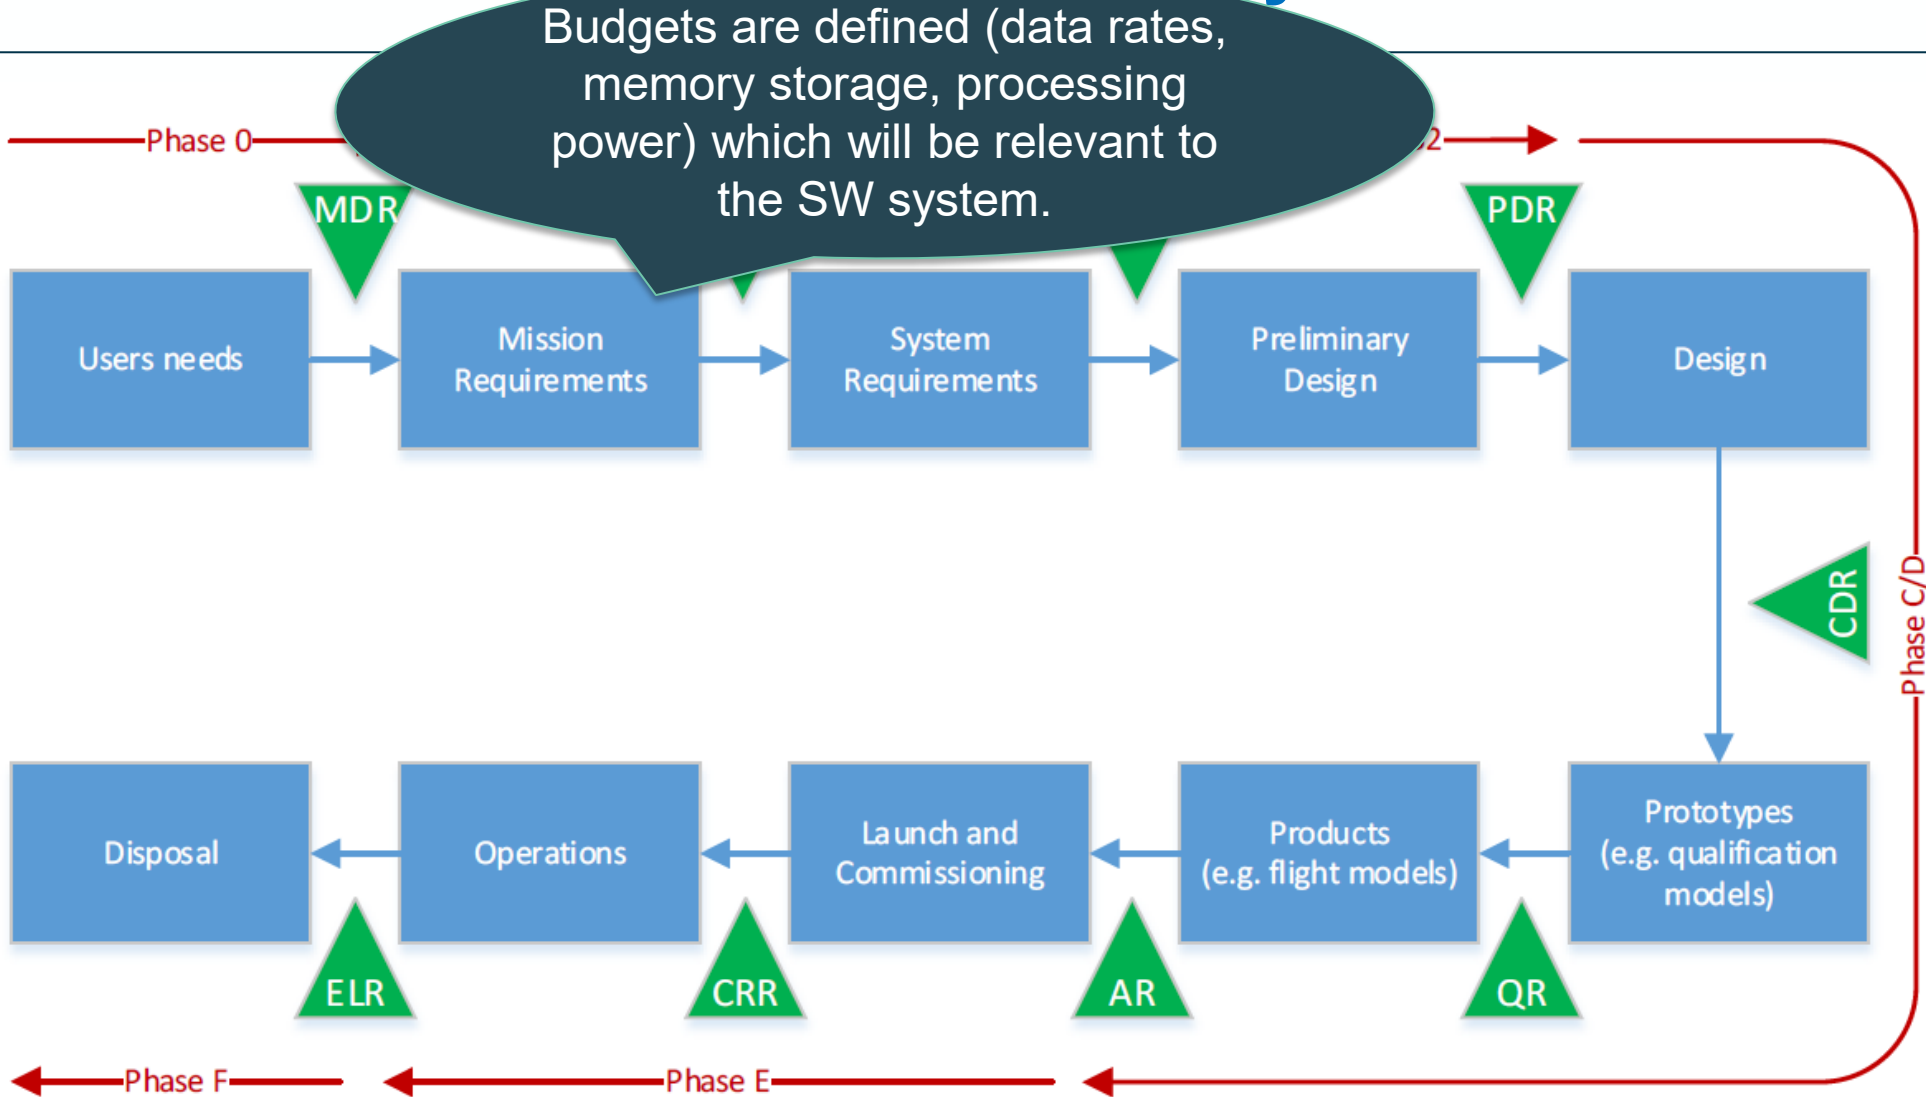 Budgets are defined (data rates,
memory storage, processing
power) which will be relevant to
the SW system.
Phase 0
2
MDR
PDR
Users needs
Mission
Requirements
System
Requirements
Preliminary
Design
Design
CDR
Phase C/D
Disposal
Operations
Launch and
Commissioning
Products
(e.g. flight models)
Prototypes
(e.g. qualification
models)
ELR
CRR
AR
QR
Phase F
Phase E